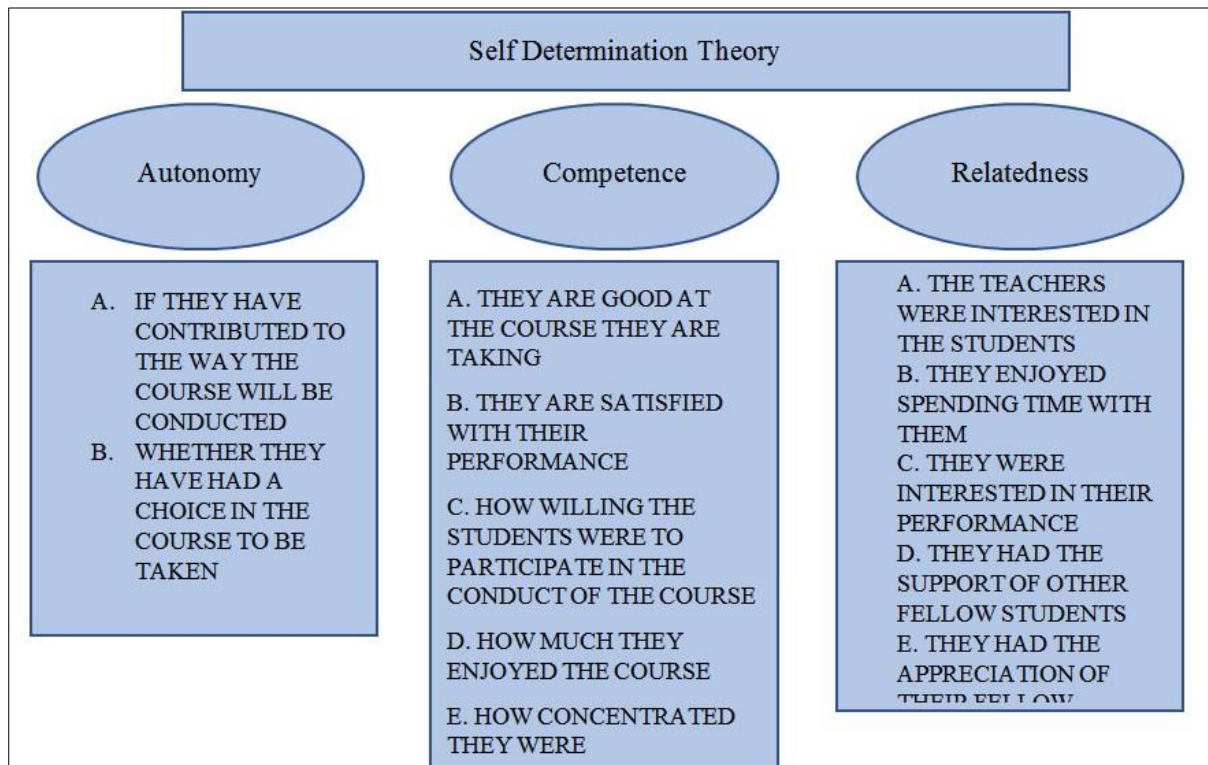 Self Determination Theory
Autonomy
Competence
Relatedness
A. IF THEY HAVE
CONTRIBUTED TO
THE WAY THE
COURSE WILL BE
CONDUCTED
B. WHETHER THEY
HAVE HAD A
CHOICE IN THE
COURSE TO BE
TAKEN
A. THEY ARE GOOD AT
THE COURSE THEY ARE
TAKING
B. THEY ARE SATISFIED
WITH THEIR
PERFORMANCE
C. HOW WILLING THE
STUDENTS WERE TO
PARTICIPATE IN THE
CONDUCT OF THE COURSE
D. HOW MUCH THEY
ENJOYED THE COURSE
E. HOW CONCENTRATED
THEY WERE
A. THE TEACHERS
WERE INTERESTED IN
THE STUDENTS
B. THEY ENJOYED
SPENDING TIME WITH
THEM
C. THEY WERE
INTERESTED IN THEIR
PERFORMANCE
D. THEY HAD THE
SUPPORT OF OTHER
FELLOW STUDENTS
E. THEY HAD THE
APPRECIATION OF
THEIR FELLOW